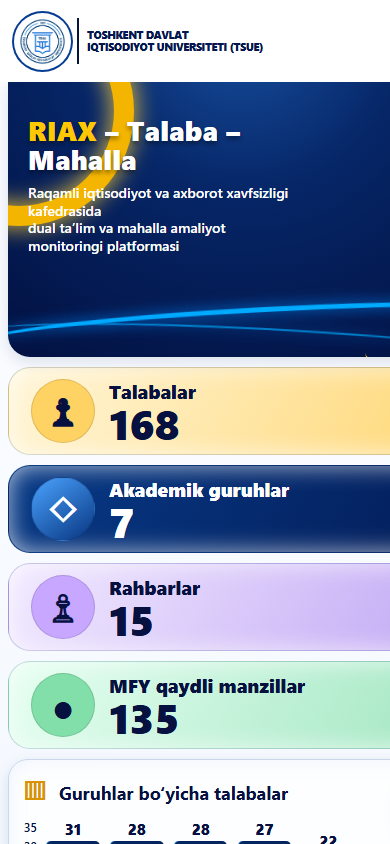 TOSHKENT DAVLAT
IQTISODIYOT UNIVERSITETI (TSUE)
RIAX – Talaba –
Mahalla
Raqamli iqtisodiyot va axborot xavfsizligi
kafedrasida
dual ta’lim va mahalla amaliyot
monitoringi platformasi
Talabalar
168
Akademik guruhlar
7
Rahbarlar
15
MFY qaydli manzillar
135
Guruhlar bo‘yicha talabalar
35
31
28
28
27
22